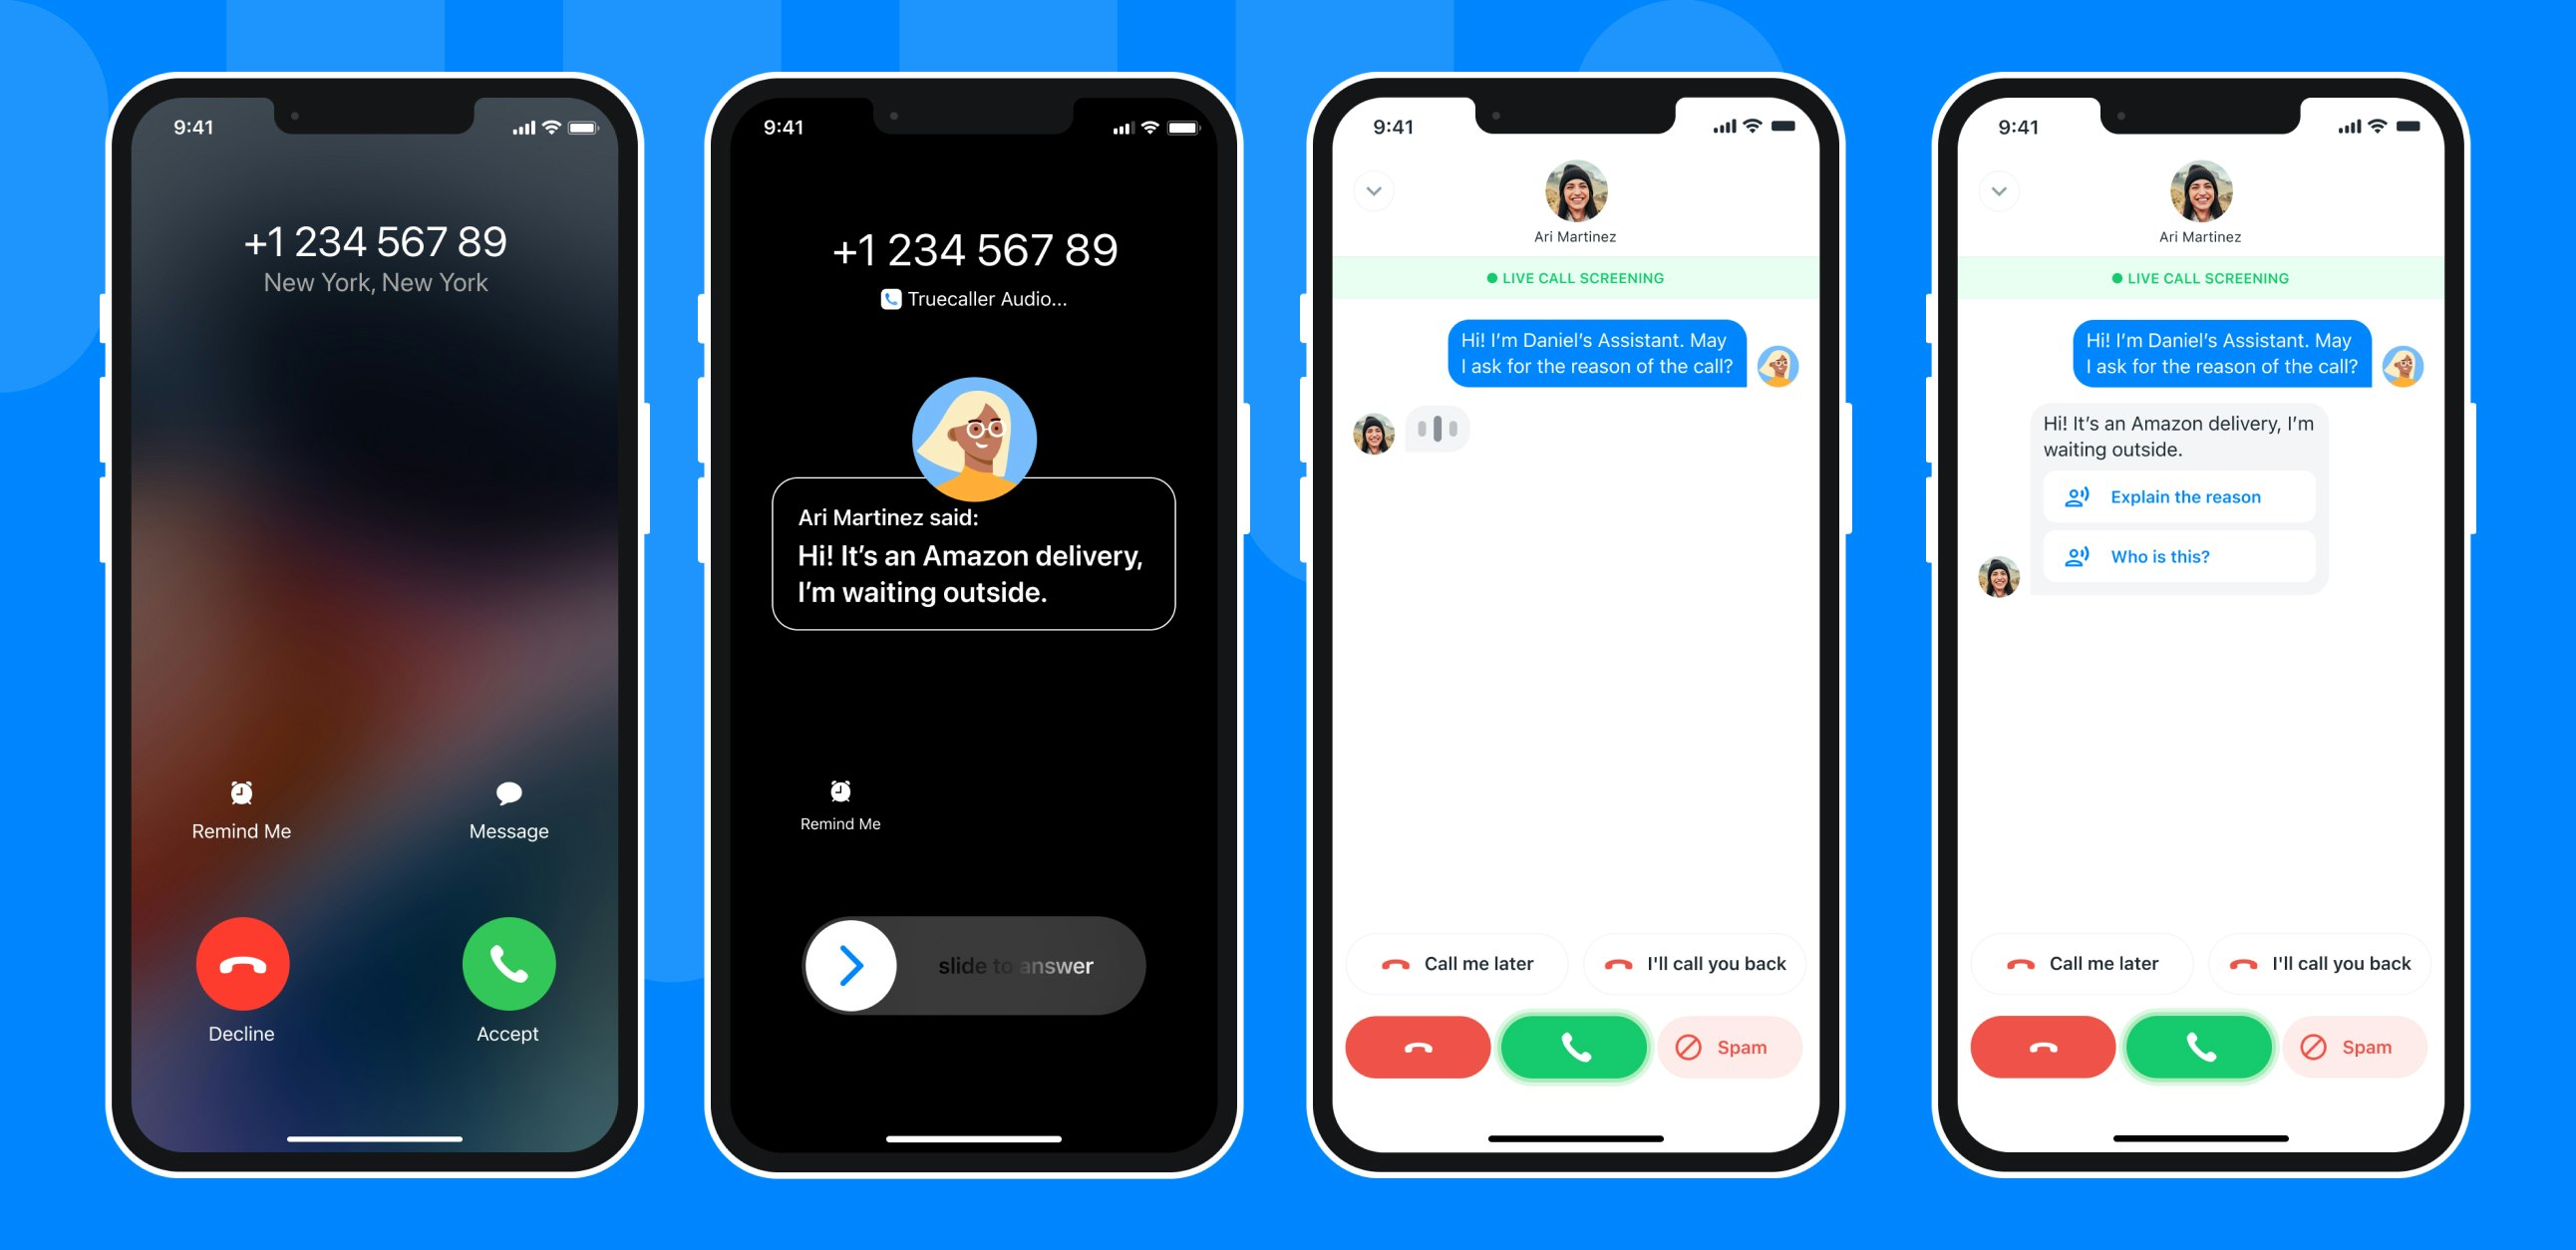 9:41
+1 234 567 89
New York, New York
Remind Me
Message
Decline
Accept
9:41
+1 234 567 89
Truecaller Audio...
Ari Martinez said:
Hi! It's an Amazon delivery,
I'm waiting outside.
Remind Me
slide to answer
9:41
Ari Martinez
LIVE CALL SCREENING
Hi! I'm Daniel's Assistant. May
I ask for the reason of the call?
Call me later
I'll call you back
Spam
9:41
Ari Martinez
LIVE CALL SCREENING
Hi! I'm Daniel's Assistant. May
I ask for the reason of the call?
Hi! It's an Amazon delivery, I'm
waiting outside.
Explain the reason
Who is this?
Call me later
I'll call you back
Spam